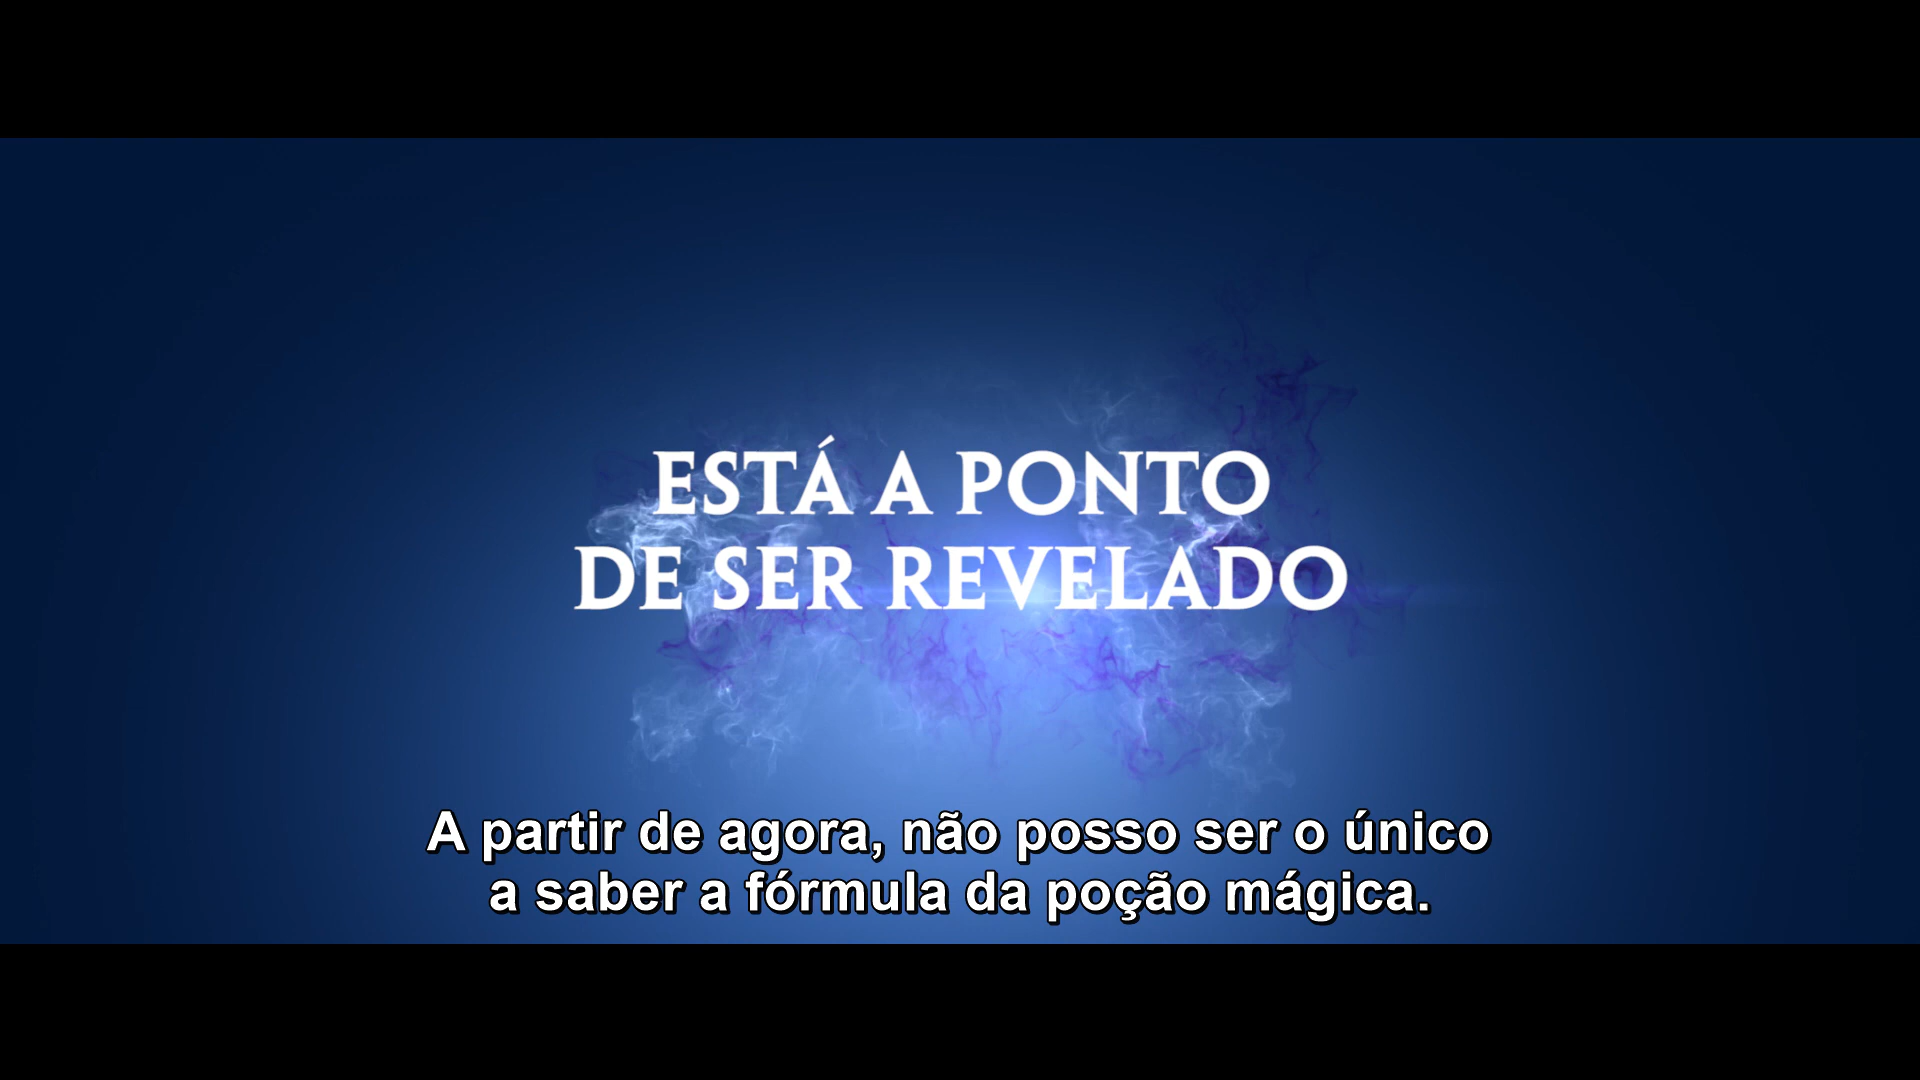 ESTÁ A PONTO
DE SER REVELADO
A partir de agora, não posso ser o único
a saber a fórmula da poção mágica.